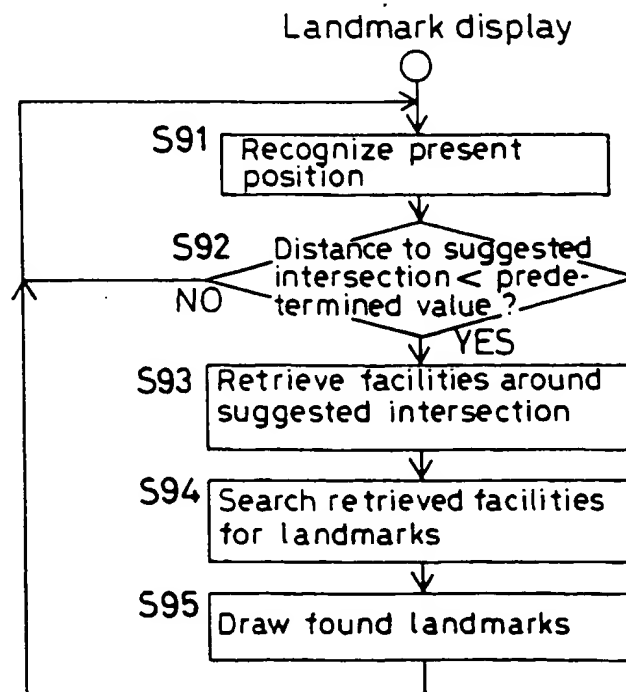 Landmark display
S91
Recognize present
position
S92
Distance to suggested
intersection < prede-
termined value ?
NO
YES
S93
Retrieve facilities around
suggested intersection
S94
Search retrieved facilities
for landmarks
S95
Draw found landmarks